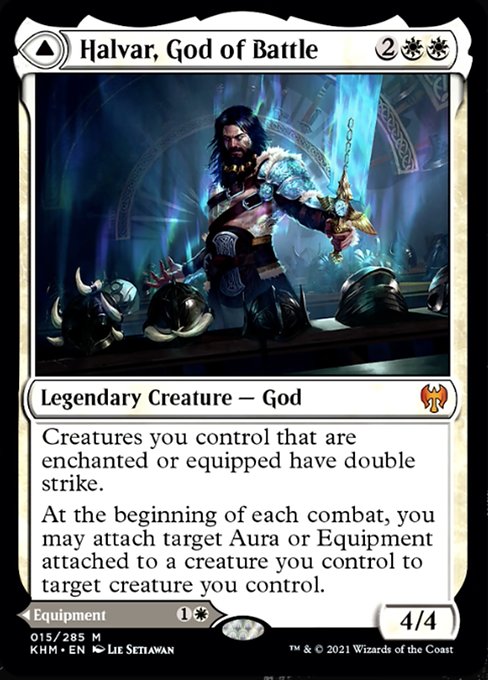 Halvar, God of Battle 2
Legendary Creature — God
Creatures you control that are
enchanted or equipped have double
strike.
At the beginning of each combat, you
may attach target Aura or Equipment
attached to a creature you control to
target creature you control.
Equipment 1
4/4
015/285 M
KHM • EN Lie Setiawan
™ & © 2021 Wizards of the Coast